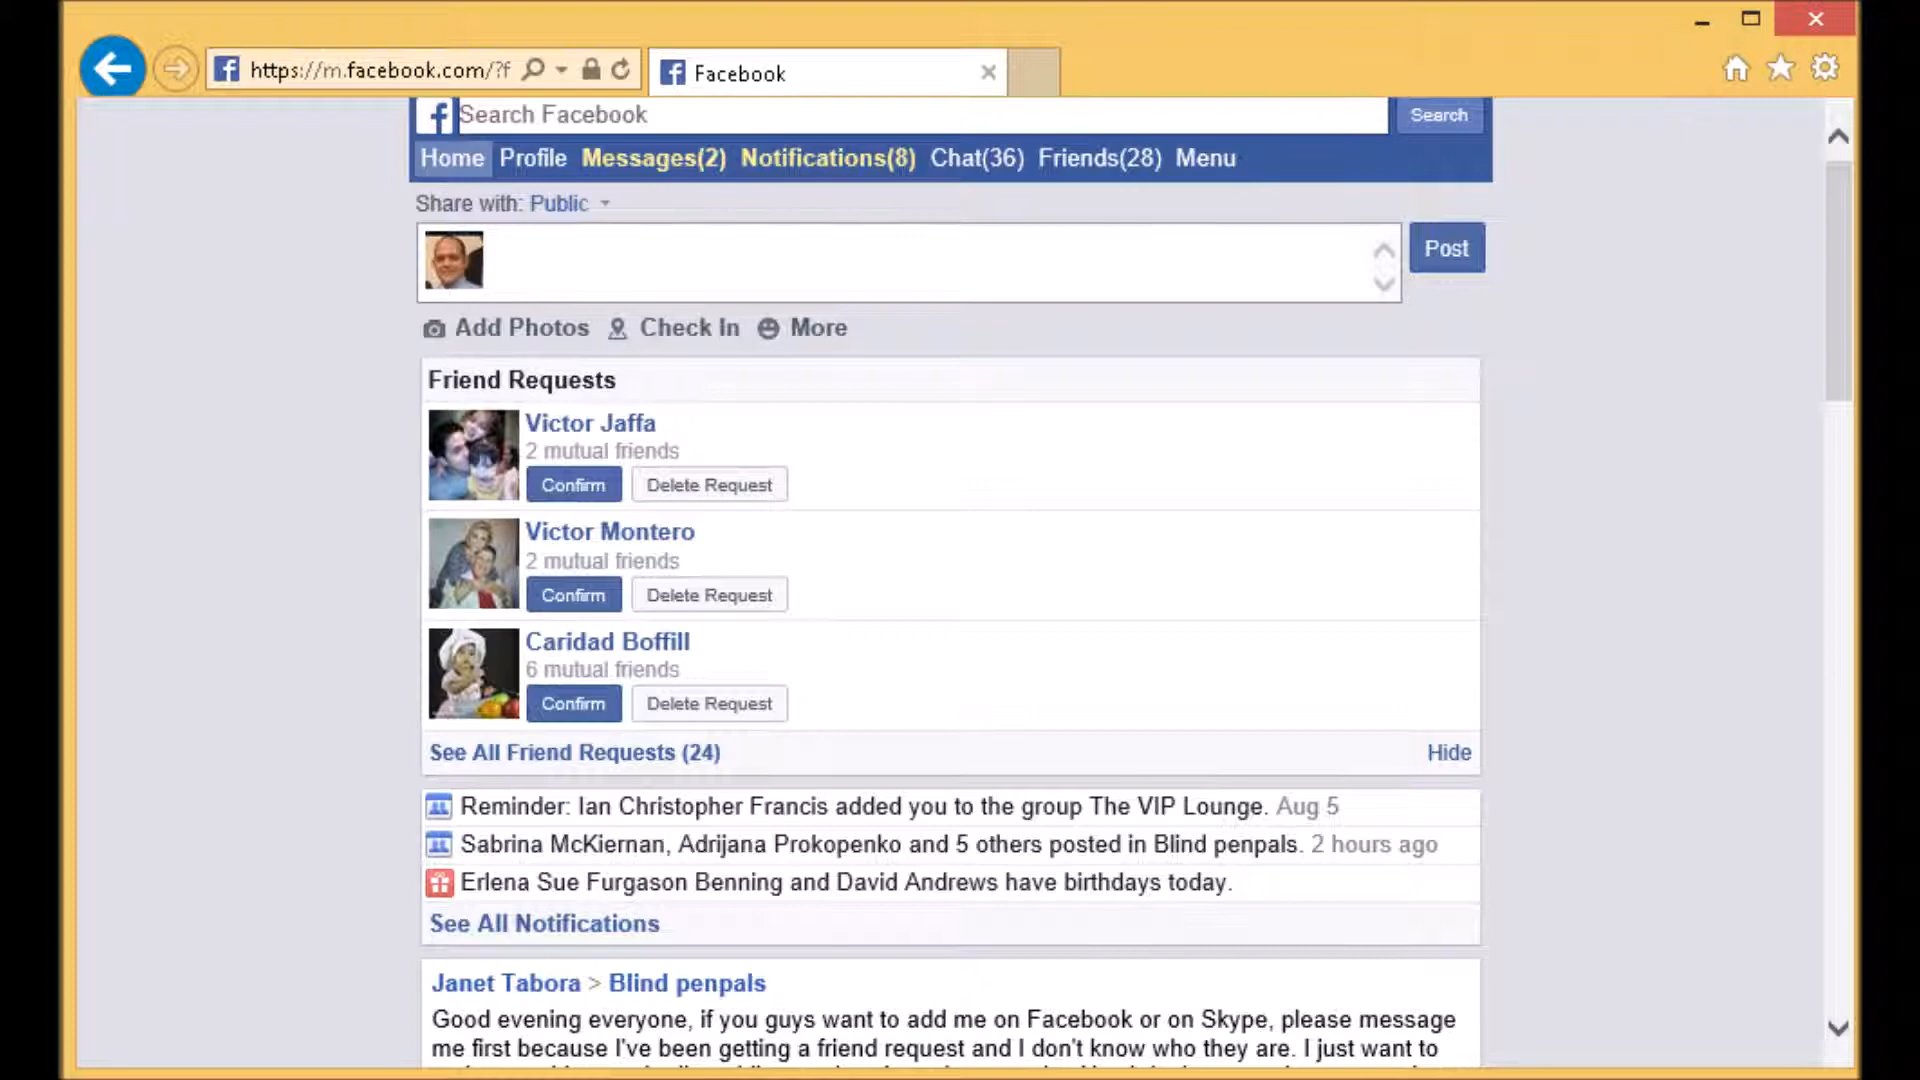 https://m.facebook.com/?f
Facebook
Search Facebook
Search
Home Profile Messages(2) Notifications(8) Chat(36) Friends(28) Menu
Share with: Public
Post
Add Photos Check In More
Friend Requests
Victor Jaffa
2 mutual friends
Confirm Delete Request
Victor Montero
2 mutual friends
Confirm Delete Request
Caridad Boffill
6 mutual friends
Confirm Delete Request
See All Friend Requests (24) Hide
Reminder: Ian Christopher Francis added you to the group The VIP Lounge. Aug 5
Sabrina McKiernan, Adrijana Prokopenko and 5 others posted in Blind penpals. 2 hours ago
Erlena Sue Furgason Benning and David Andrews have birthdays today.
See All Notifications
Janet Tabora > Blind penpals
Good evening everyone, if you guys want to add me on Facebook or on Skype, please message
me first because I've been getting a friend request and I don't know who they are. I just want to